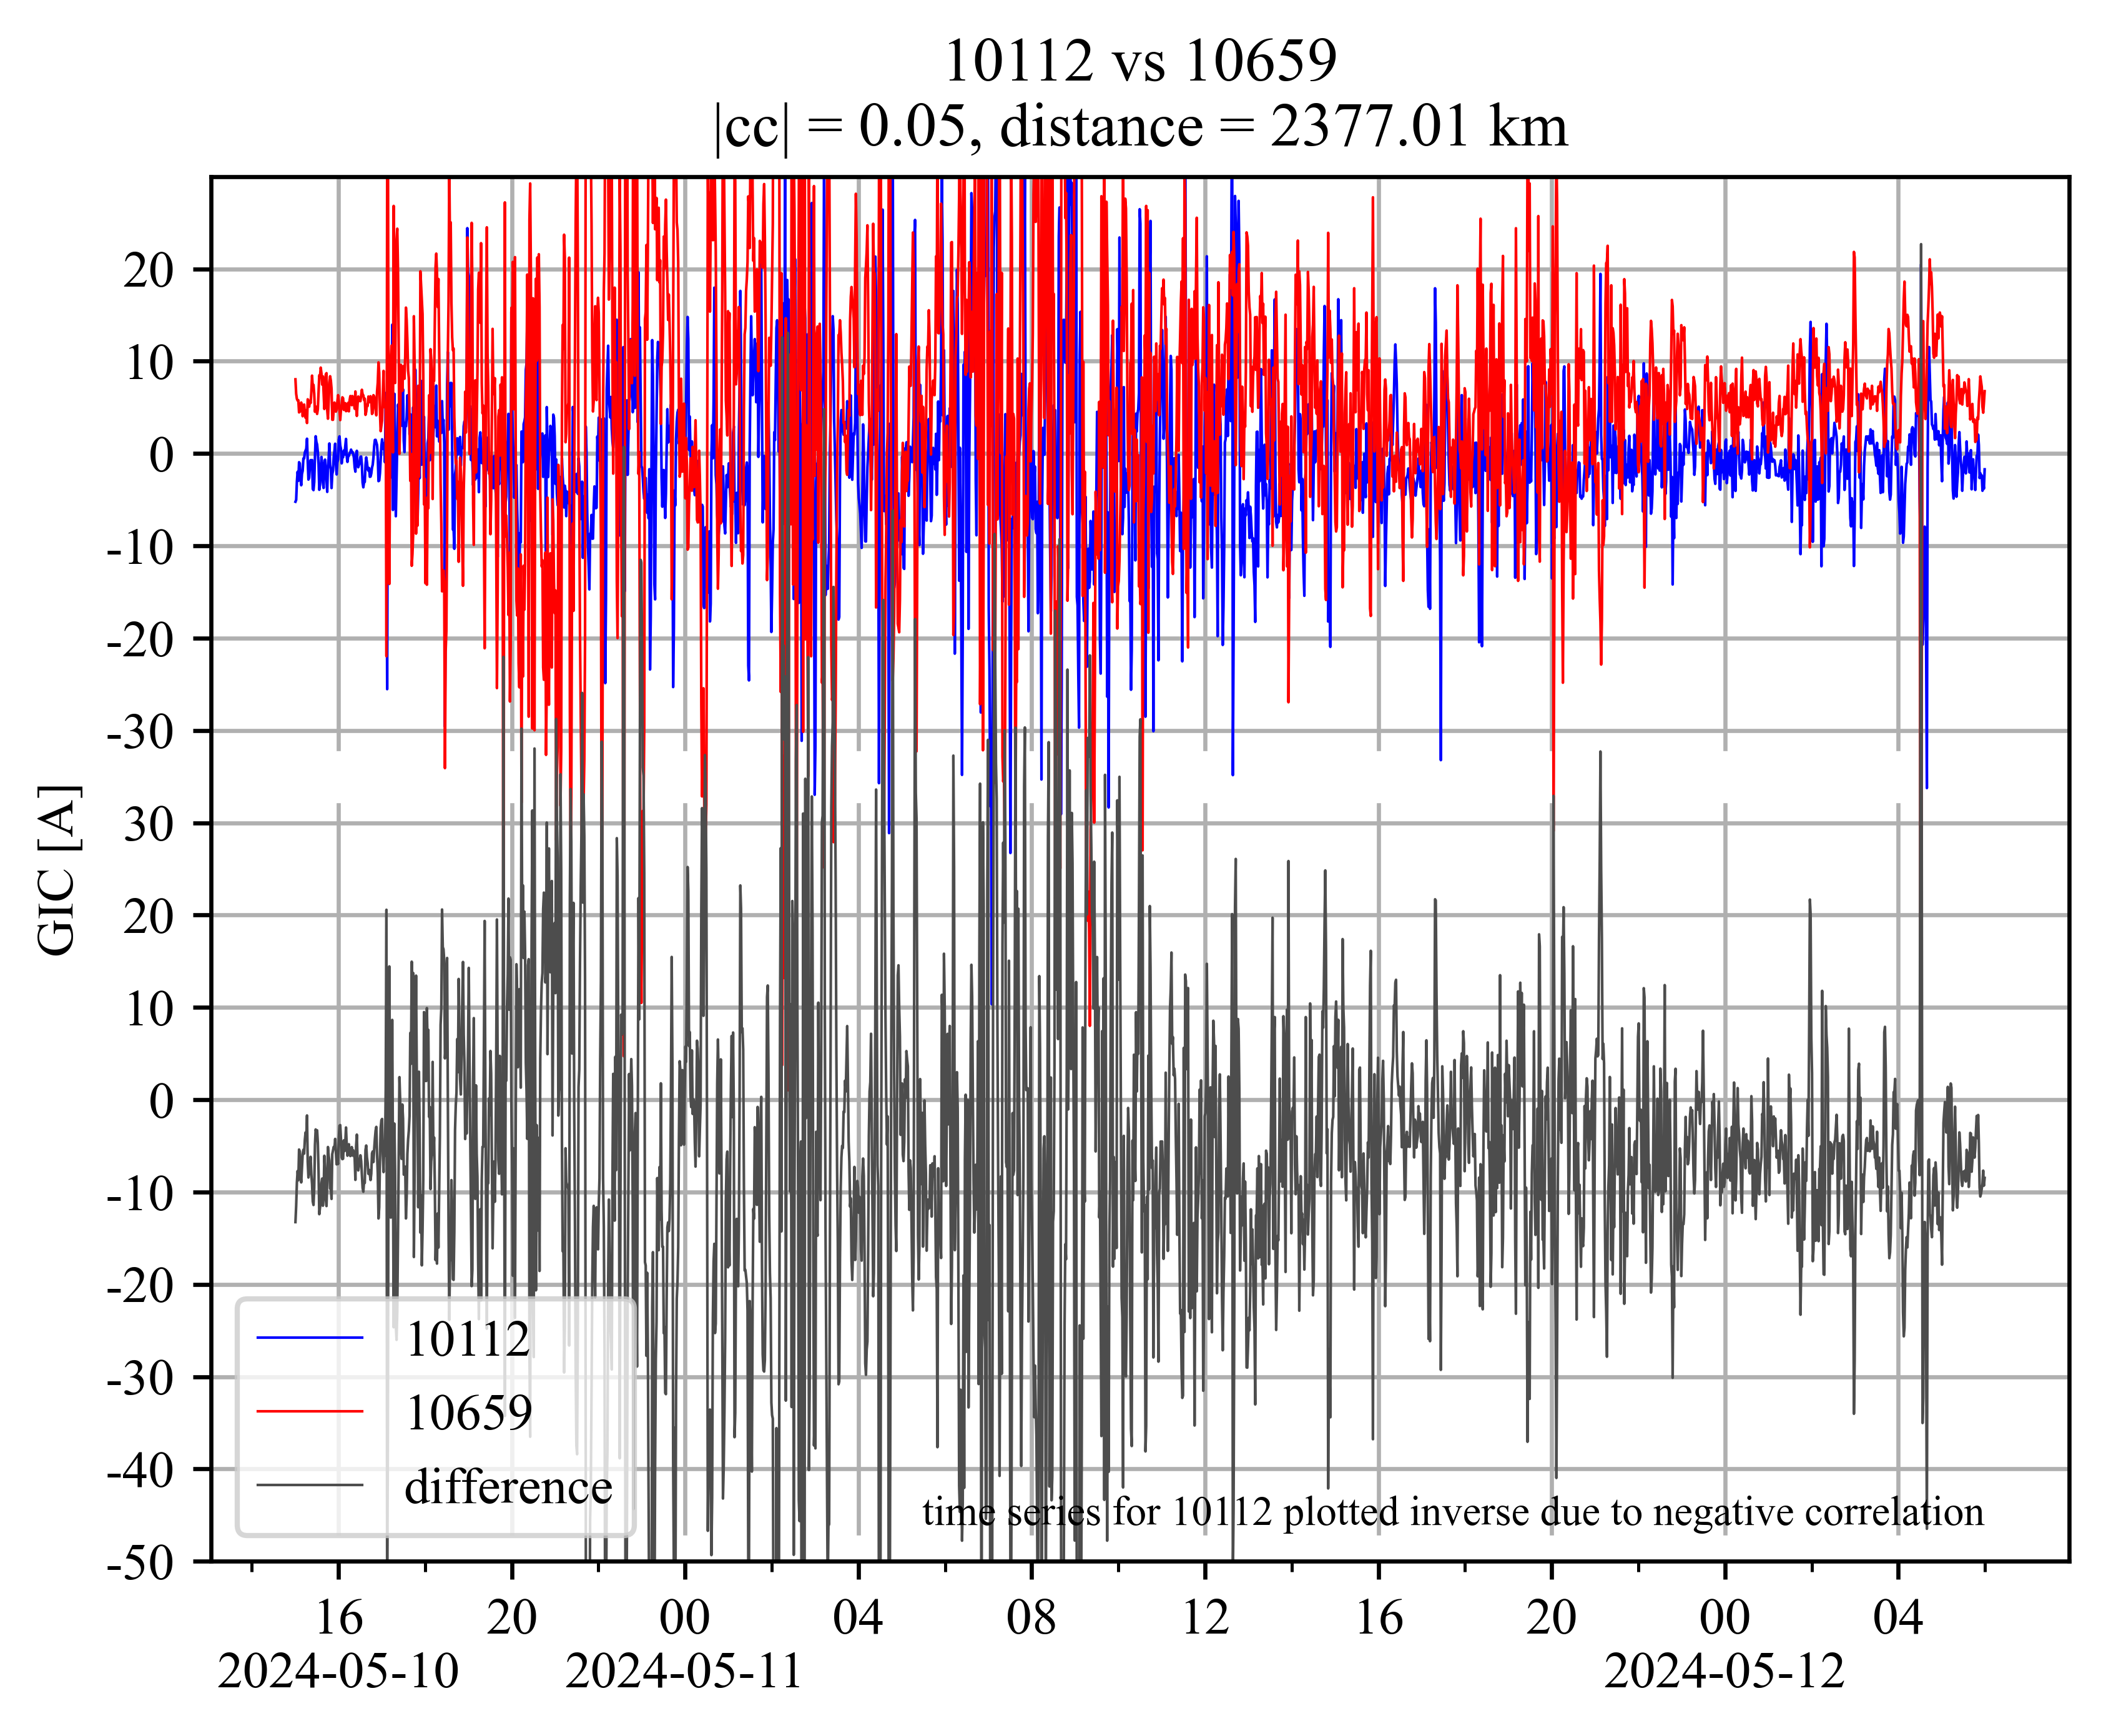 10112 vs 10659
|cc| = 0.05, distance = 2377.01 km
GIC [A]
20
10
0
-10
-20
-30
30
20
10
0
-10
-20
-30
-40
-50
10112
10659
difference
time series for 10112 plotted inverse due to negative correlation
16 20 00 04 08 12 16 20 00 04
2024-05-10 2024-05-11 2024-05-12